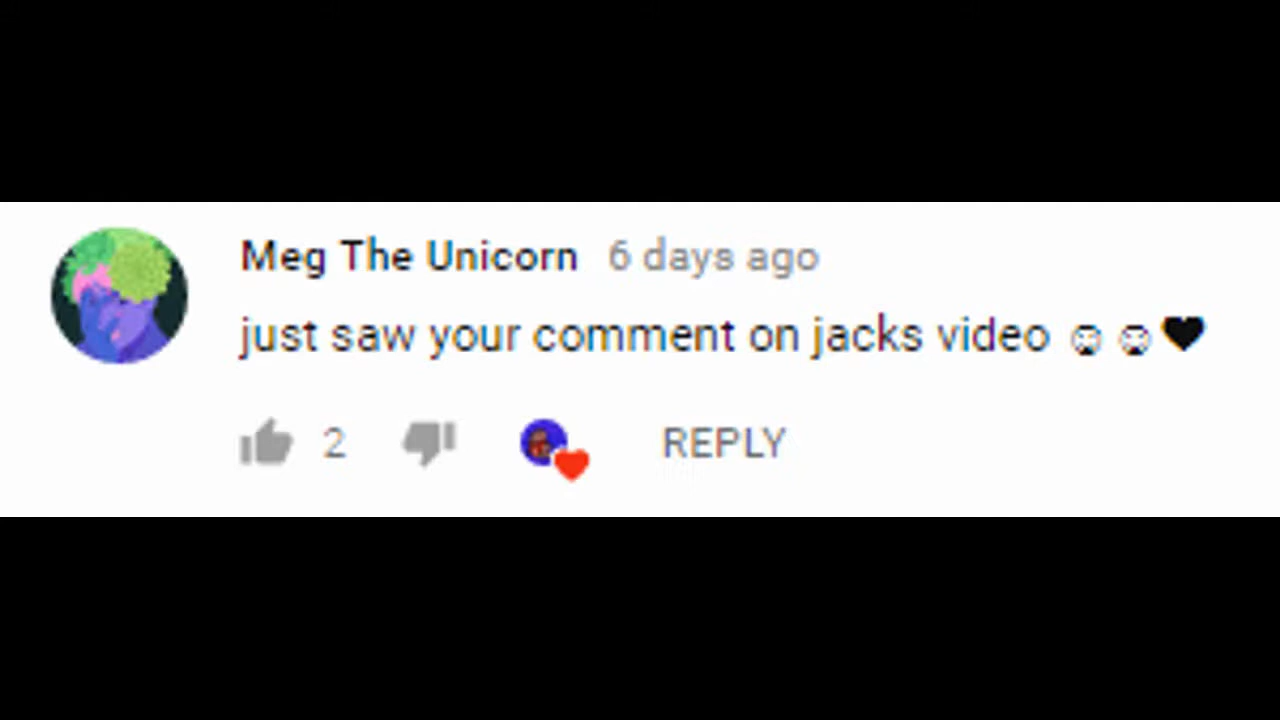 Meg The Unicorn 6 days ago
just saw your comment on jacks video ☺☺♥
2 REPLY